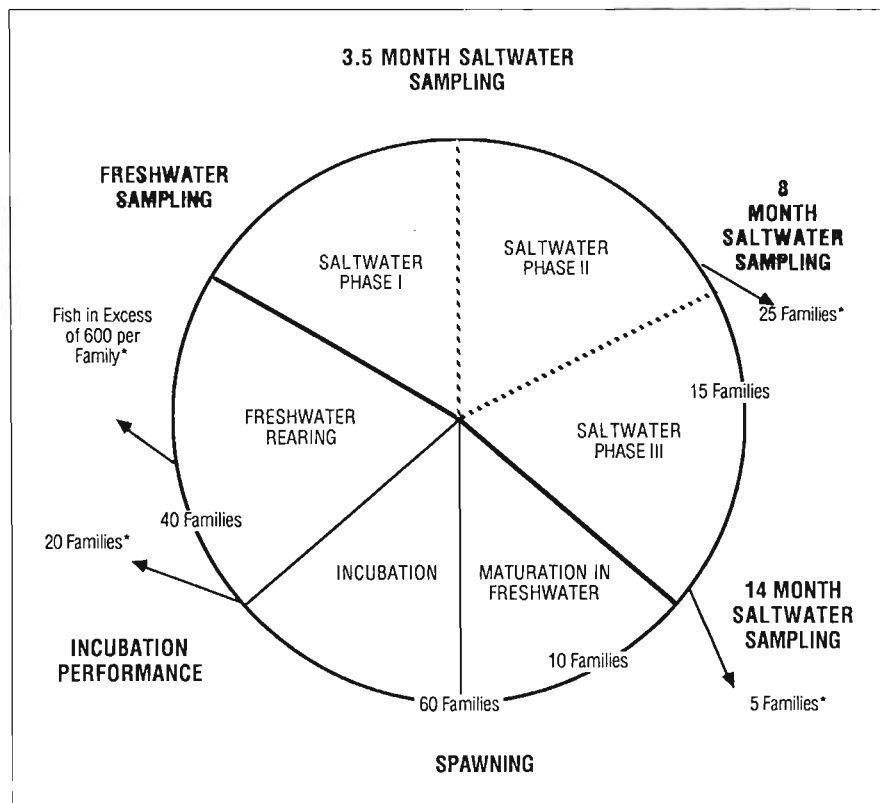 3.5 MONTH SALTWATER
SAMPLING
FRESHWATER
SAMPLING
8
MONTH
SALTWATER
SAMPLING
SALTWATER
PHASE I
SALTWATER
PHASE II
25 Families*
Fish in Excess
of 600 per
Family*
15 Families
FRESHWATER
REARING
SALTWATER
PHASE III
40 Families
20 Families*
INCUBATION
MATURATION IN
FRESHWATER
14 MONTH
SALTWATER
SAMPLING
INCUBATION
PERFORMANCE
10 Families
60 Families
5 Families*
SPAWNING